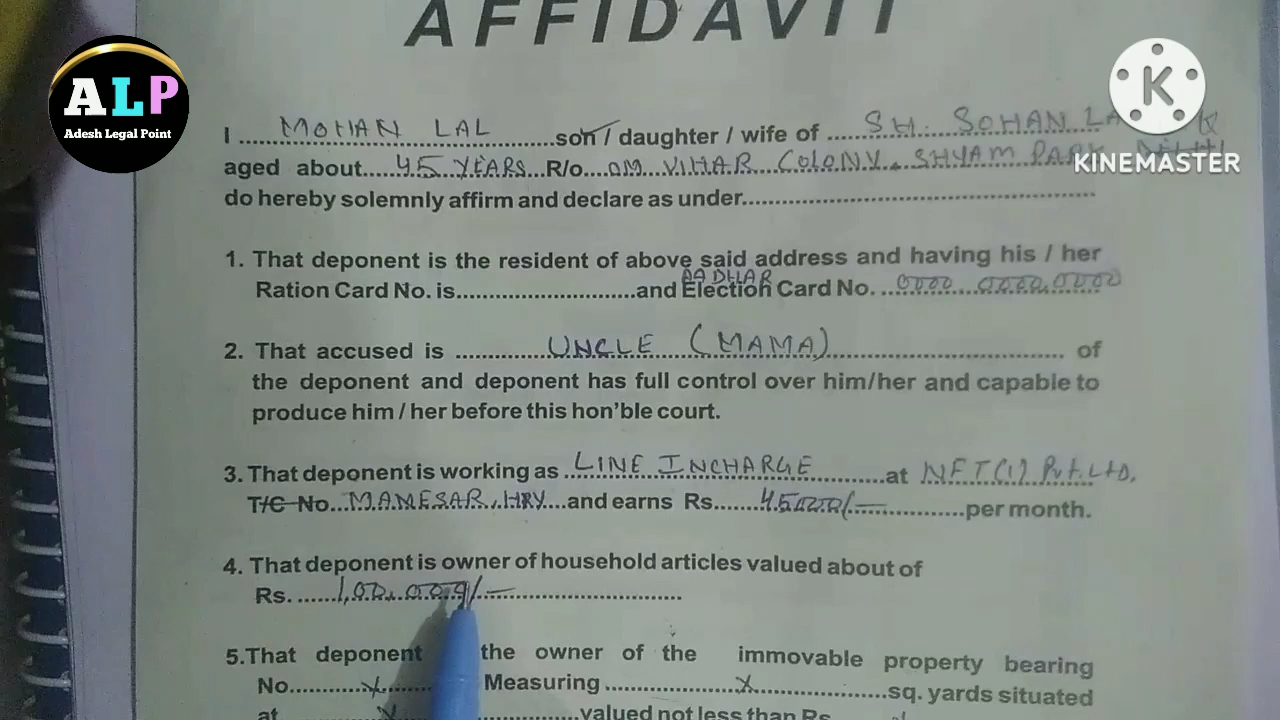 AFFIDAVIT
ALP
Adesh Legal Point
K
KINEMASTER
I ....MOHAN LAL....son / daughter / wife of ....SH. SOHAN LA
aged about....45 YEARS. R/o....OM VIHAR COLONY. SHYAM PARK DELHI
do hereby solemnly affirm and declare as under....
1. That deponent is the resident of above said address and having his / her
AADHAR
Ration Card No. is....and Election Card No. ..0000 0000 0000
2. That accused is ....UNCLE (MAMA).... of
the deponent and deponent has full control over him/her and capable to
produce him / her before this hon'ble court.
3. That deponent is working as ..LINE INCHARGE....at NFT(I) Pvt. Ltd.
T/C No...MANESAR, HRY...and earns Rs....45000/-....per month.
4. That deponent is owner of household articles valued about of
Rs. ....1,00,000/-....
5.That deponent the owner of the immovable property bearing
No....x.... Measuring ....x....sq. yards situated
at ....x.... ....valued not less than Rs